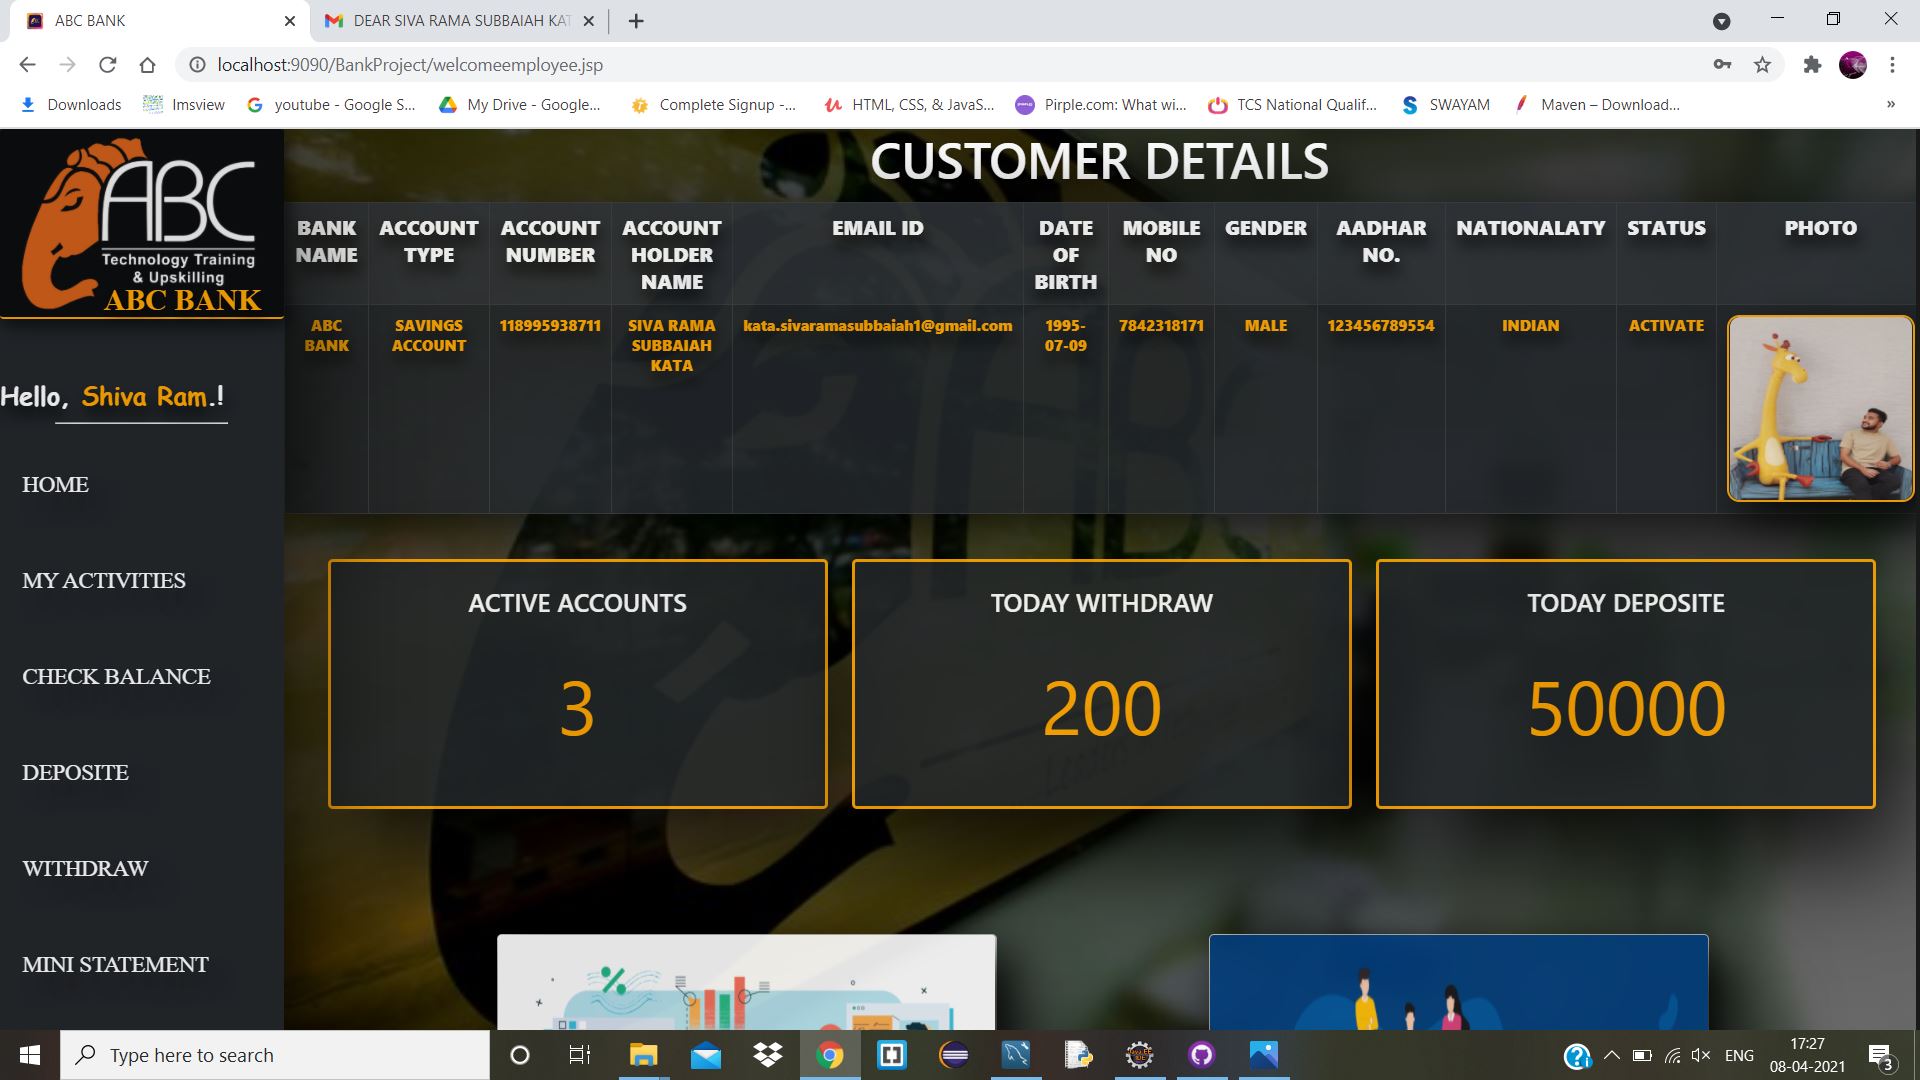 ABC BANK
DEAR SIVA RAMA SUBBAIAH KAT
localhost:9090/BankProject/welcomeemployee.jsp
Downloads
Imsview
youtube - Google S...
My Drive - Google...
Complete Signup -...
HTML, CSS, & JavaS...
Pirple.com: What wi...
TCS National Qualif...
SWAYAM
Maven – Download...
»
ABC
Technology Training
& Upskilling
ABC BANK
Hello, Shiva Ram.!
HOME
MY ACTIVITIES
CHECK BALANCE
DEPOSITE
WITHDRAW
MINI STATEMENT
CUSTOMER DETAILS
BANK
NAME
ACCOUNT
TYPE
ACCOUNT
NUMBER
ACCOUNT
HOLDER
NAME
EMAIL ID
DATE
OF
BIRTH
MOBILE
NO
GENDER
AADHAR
NO.
NATIONALATY
STATUS
PHOTO
ABC
BANK
SAVINGS
ACCOUNT
118995938711
SIVA RAMA
SUBBAIAH
KATA
kata.sivaramasubbaiah1@gmail.com
1995-
07-09
7842318171
MALE
123456789554
INDIAN
ACTIVATE
ACTIVE ACCOUNTS
3
TODAY WITHDRAW
200
TODAY DEPOSITE
50000
Type here to search
ENG
17:27
08-04-2021
3